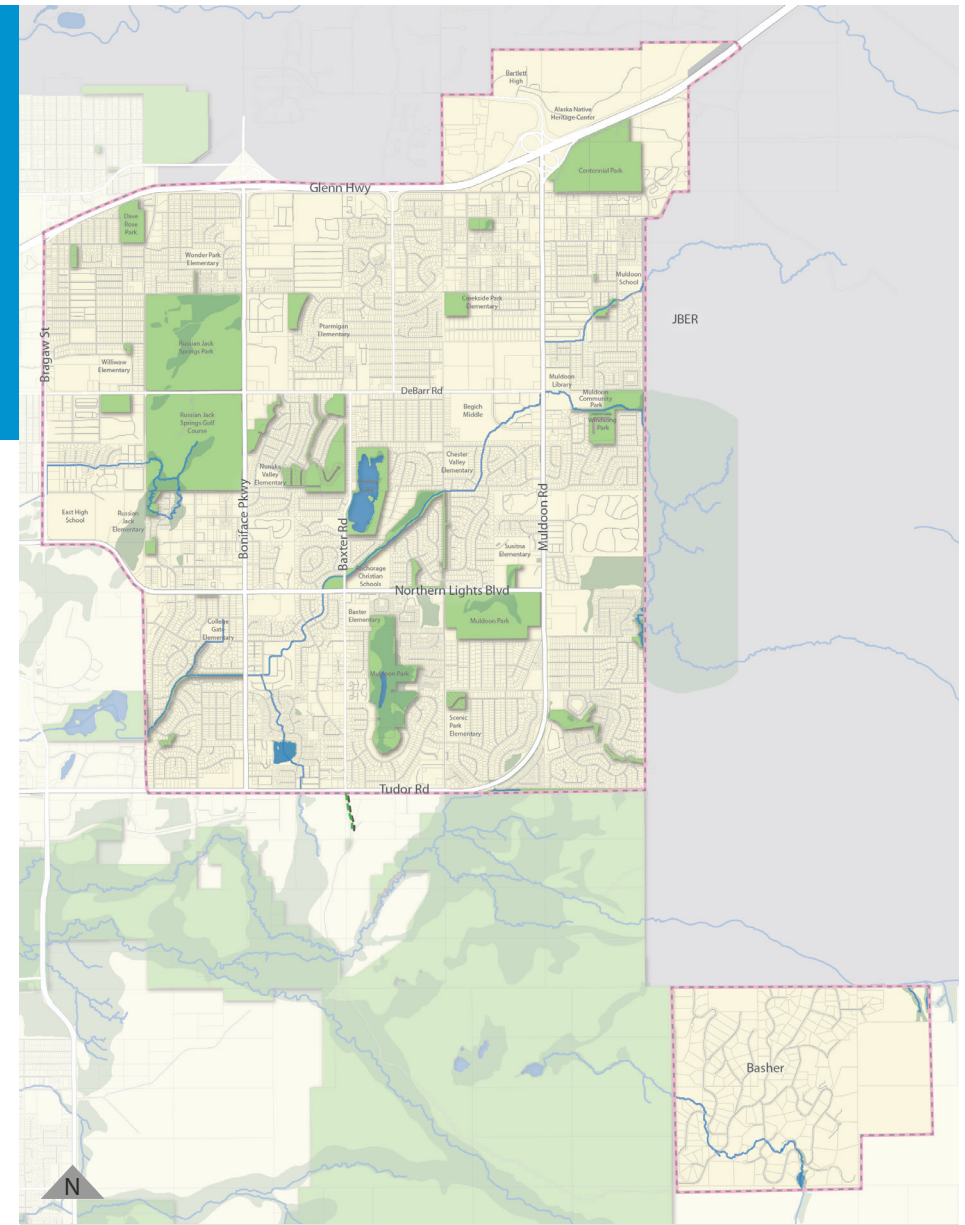 Bartlett
High
Alaska Native
Heritage Center
Centennial Park
Glenn Hwy
Dave
Rose
Park
Wonder Park
Elementary
Muldoon
School
Creekside Park
Elementary
Ptarmigan
Elementary
JBER
Bragaw St
Russian Jack
Springs Park
Williwaw
Elementary
Muldoon
Library
DeBarr Rd
Muldoon
Community
Park
Begich
Middle
Russian Jack
Springs Golf
Course
Windsong
Park
Chester
Valley
Elementary
Nunaka
Valley
Elementary
East High
School
Russian
Jack
Elementary
Boniface Pkwy
Baxter Rd
Muldoon Rd
Susitna
Elementary
Anchorage
Christian
Schools
Northern Lights Blvd
Baxter
Elementary
College
Gate
Elementary
Muldoon Park
Muldoon Park
Scenic
Park
Elementary
Tudor Rd
Basher
N